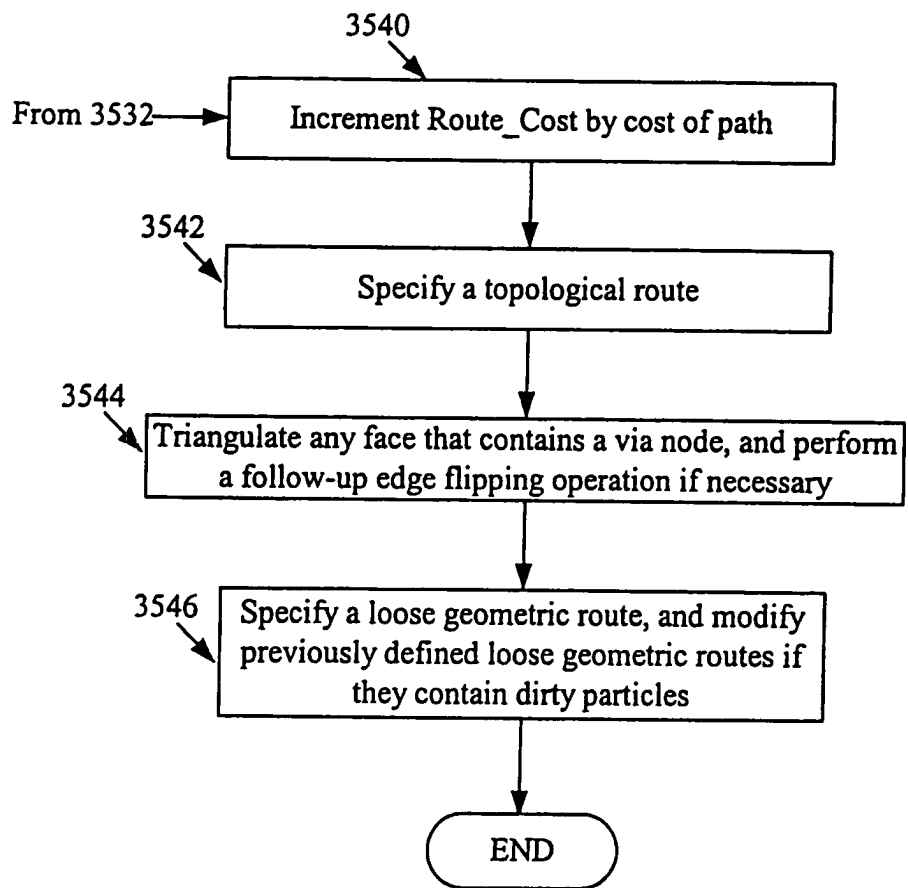 3540
From 3532
Increment Route_Cost by cost of path
3542
Specify a topological route
3544
Triangulate any face that contains a via node, and perform
a follow-up edge flipping operation if necessary
3546
Specify a loose geometric route, and modify
previously defined loose geometric routes if
they contain dirty particles
END